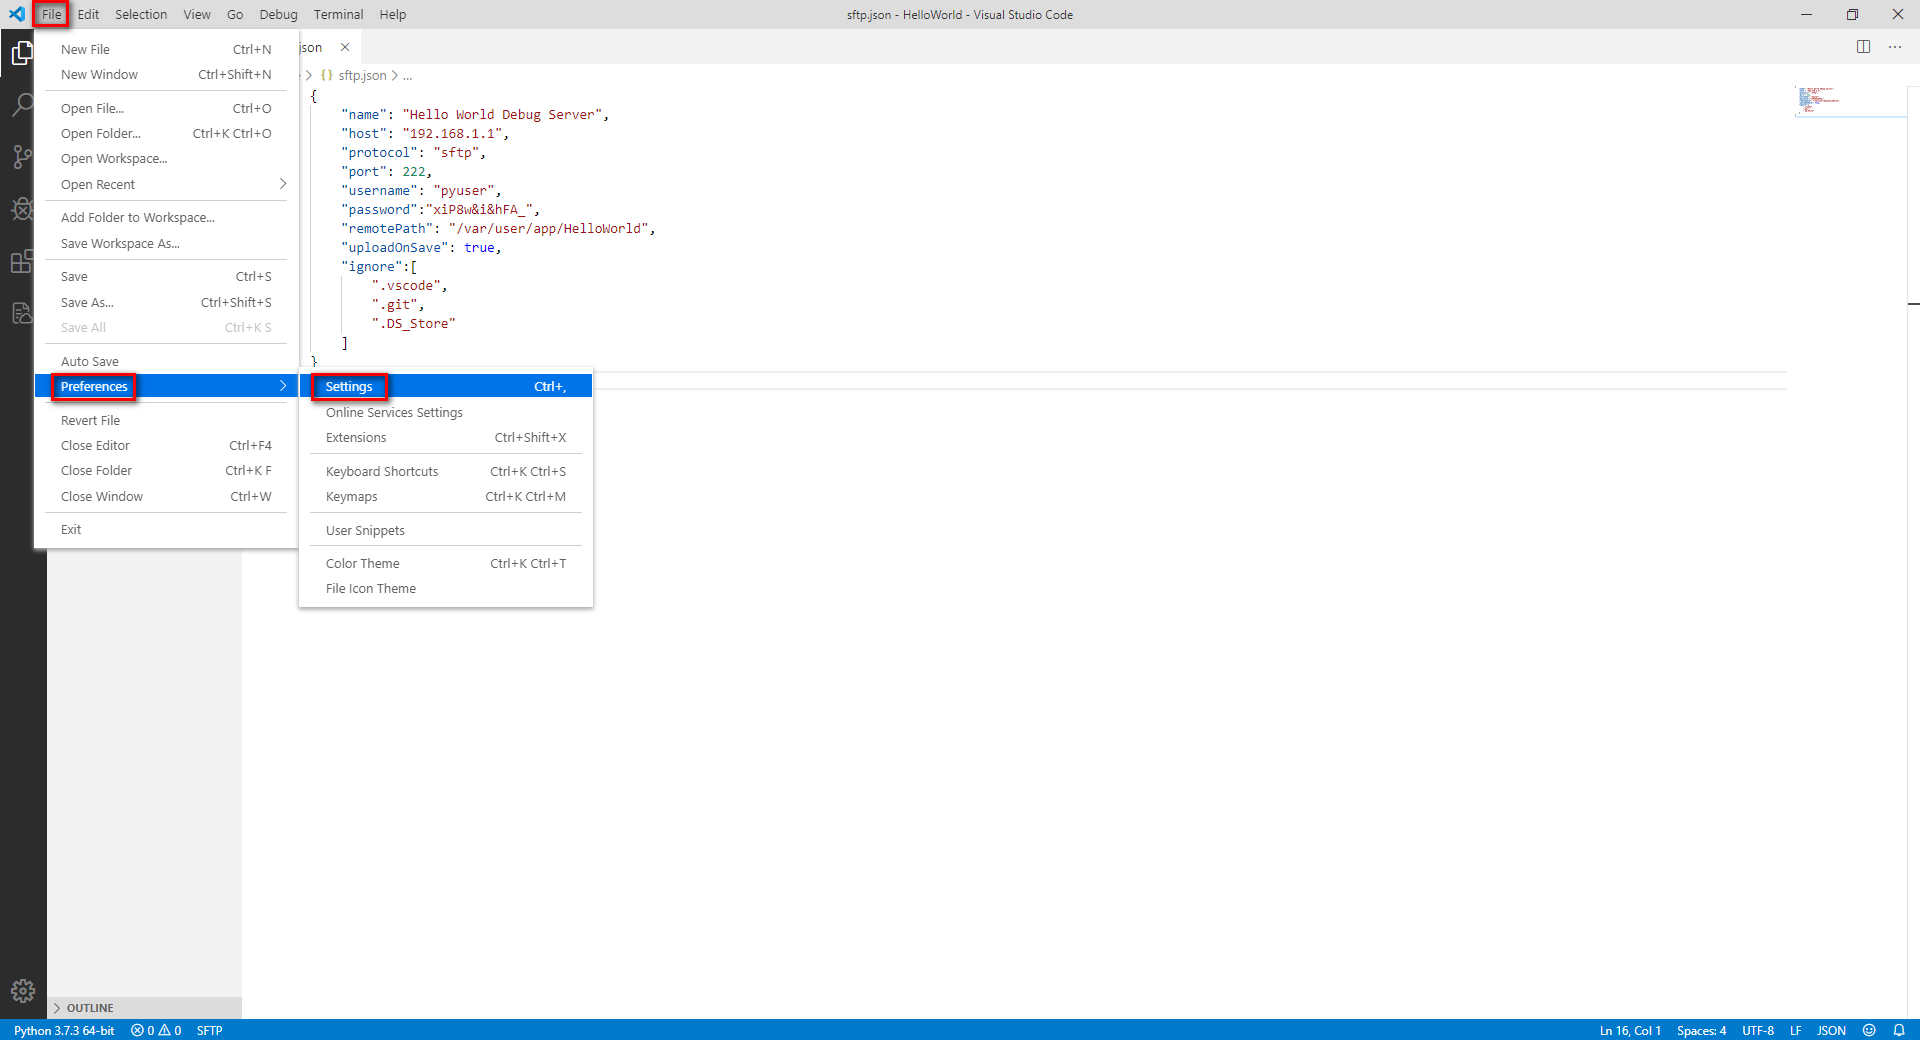 File Edit Selection View Go Debug Terminal Help
sftp.json - HelloWorld - Visual Studio Code
json
{} sftp.json > ...
New File Ctrl+N
New Window Ctrl+Shift+N
Open File... Ctrl+O
Open Folder... Ctrl+K Ctrl+O
Open Workspace...
Open Recent
Add Folder to Workspace...
Save Workspace As...
Save Ctrl+S
Save As... Ctrl+Shift+S
Save All Ctrl+K S
Auto Save
Preferences
Revert File
Close Editor Ctrl+F4
Close Folder Ctrl+K F
Close Window Ctrl+W
Exit
{
"name": "Hello World Debug Server",
"host": "192.168.1.1",
"protocol": "sftp",
"port": 222,
"username": "pyuser",
"password":"xiP8w&i&hFA_",
"remotePath": "/var/user/app/HelloWorld",
"uploadOnSave": true,
"ignore":[
".vscode",
".git",
".DS_Store"
]
}
Settings Ctrl+,
Online Services Settings
Extensions Ctrl+Shift+X
Keyboard Shortcuts Ctrl+K Ctrl+S
Keymaps Ctrl+K Ctrl+M
User Snippets
Color Theme Ctrl+K Ctrl+T
File Icon Theme
OUTLINE
Python 3.7.3 64-bit 0 0 SFTP
Ln 16, Col 1 Spaces: 4 UTF-8 LF JSON